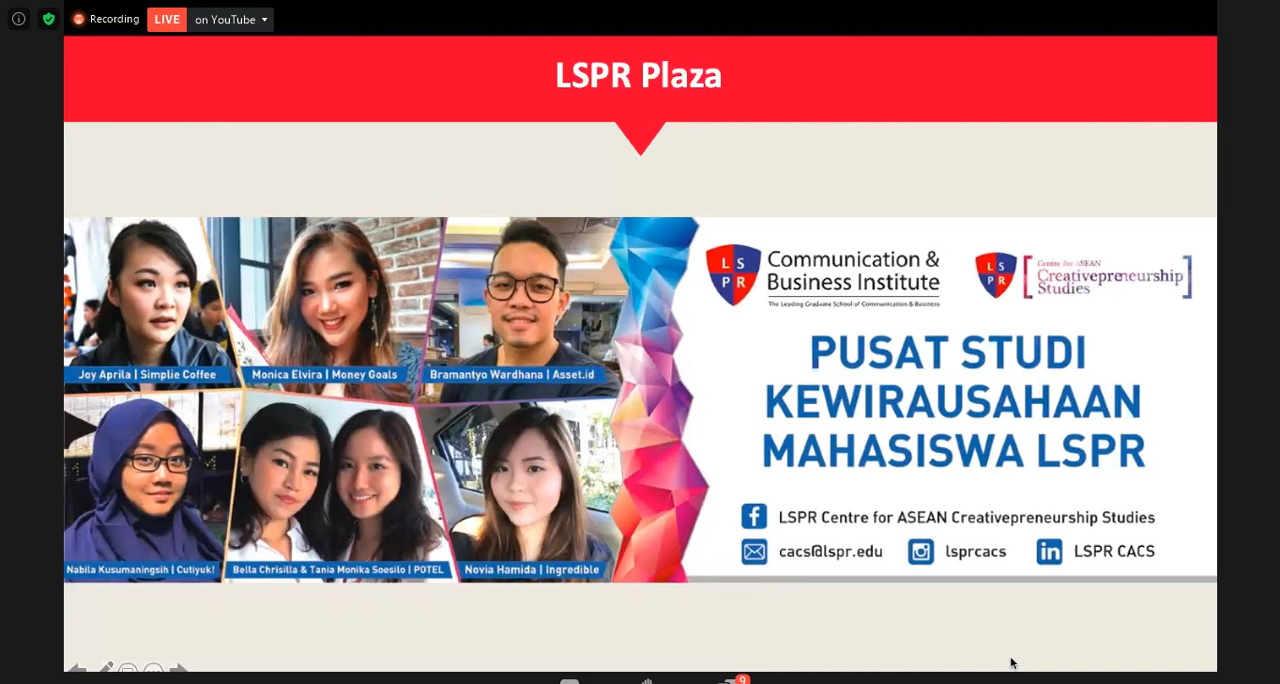 Recording
LIVE on YouTube
LSPR Plaza
Joy Aprila | Simplie Coffee
Monica Elvira | Money Goals
Bramantyo Wardhana | Asset.id
Nabila Kusumaningsih | Cutiyuk!
Bella Chrisilla & Tania Monika Soesilo | POTEL
Novia Hamida | Ingredible
L S
P R
Communication &
Business Institute
The Leading Graduate School of Communication & Business
L S
P R
Centre for ASEAN
Creativepreneurship
Studies
PUSAT STUDI
KEWIRAUSAHAAN
MAHASISWA LSPR
LSPR Centre for ASEAN Creativepreneurship Studies
cacs@lspr.edu
lsprcacs
LSPR CACS
9